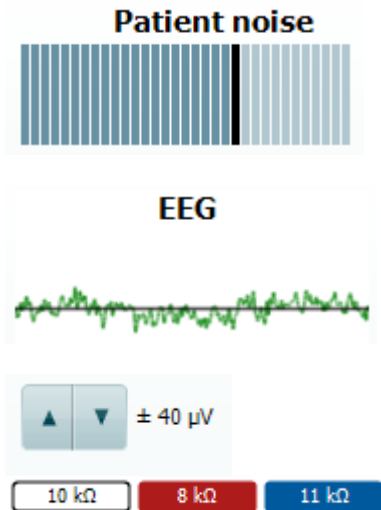 Patient noise
EEG
± 40 µV
10 kΩ 8 kΩ 11 kΩ